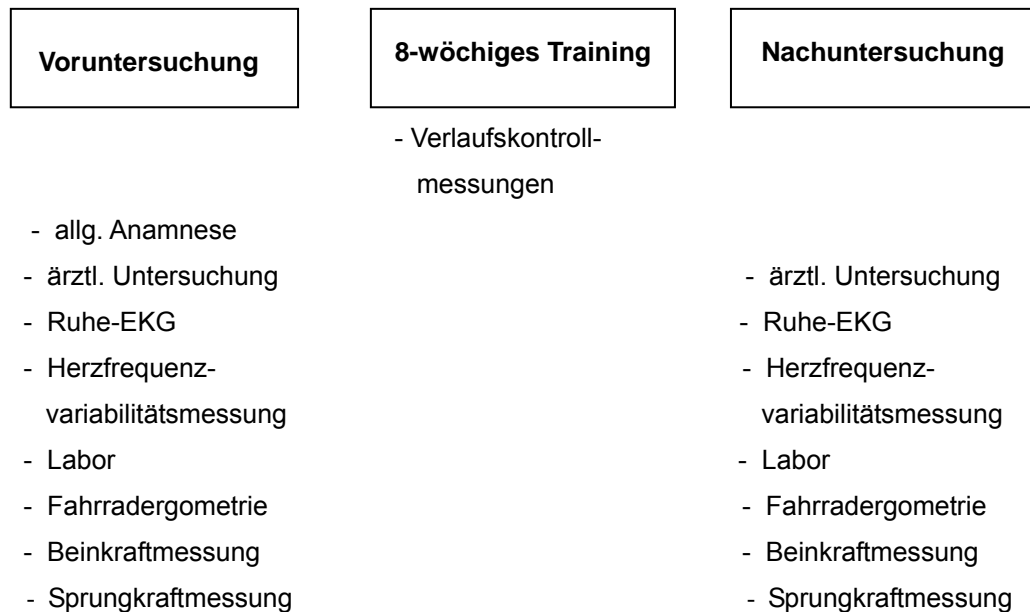 Voruntersuchung
8-wöchiges Training
Nachuntersuchung
- Verlaufskontroll-
messungen
- allg. Anamnese
- ärztl. Untersuchung
- Ruhe-EKG
- Herzfrequenz-
variabilitätsmessung
- Labor
- Fahrradergometrie
- Beinkraftmessung
- Sprungkraftmessung
- ärztl. Untersuchung
- Ruhe-EKG
- Herzfrequenz-
variabilitätsmessung
- Labor
- Fahrradergometrie
- Beinkraftmessung
- Sprungkraftmessung